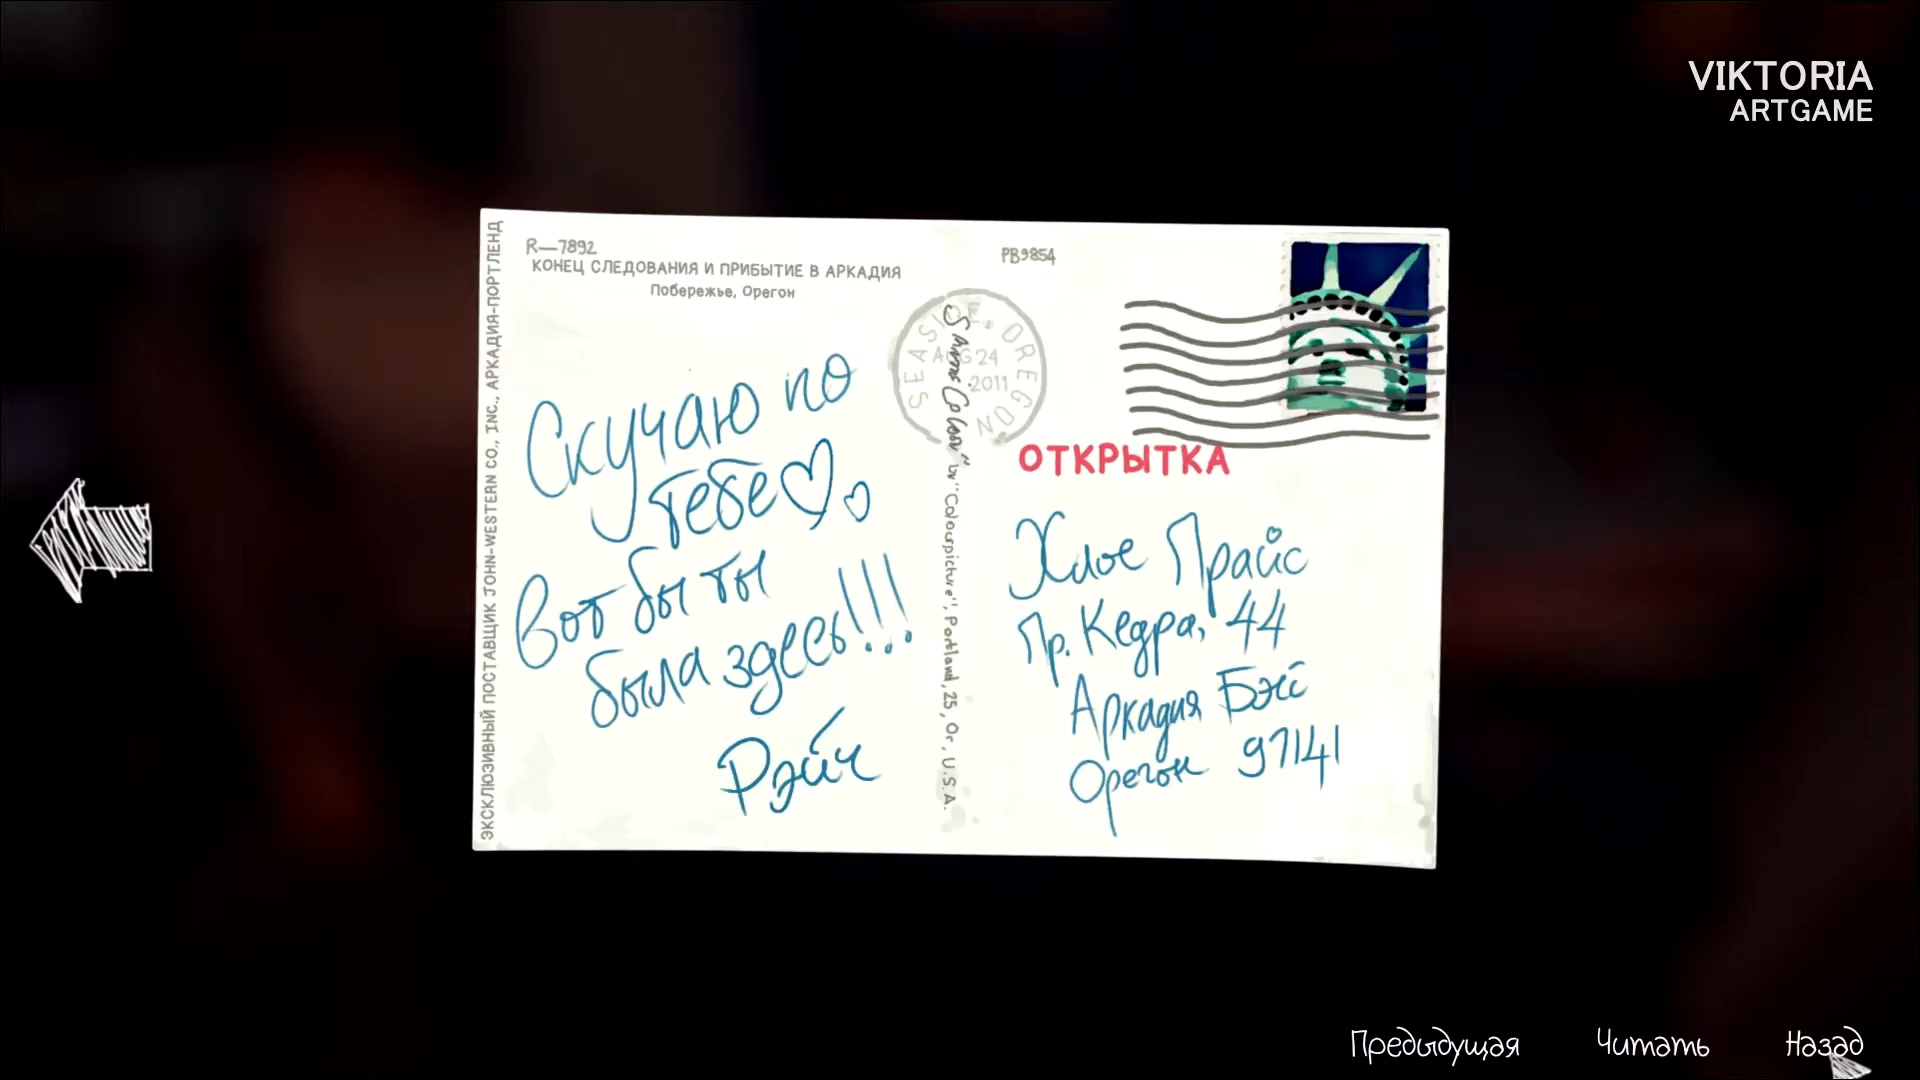 VIKTORIA
ARTGAME
ЭКСКЛЮЗИВНЫЙ ПОСТАВЩИК JOHN-WESTERN CO., INC., АРКАДИЯ-ПОРТЛЕНД
R—7892
КОНЕЦ СЛЕДОВАНИЯ И ПРИБЫТИЕ В АРКАДИЯ
Побережье, Орегон
Скучаю по
тебе
Вот бы ты
была здесь!!!
Рэйч
SEASIDE, OREGON
AUG 24
2011
by "Colourpicture", Portland, 25, Or., U.S.A.
PB9854
ОТКРЫТКА
Хлое Прайс
Пр. Кедра, 44
Аркадия Бэй
Орегон 97141
Предыдущая
Читать
Назад